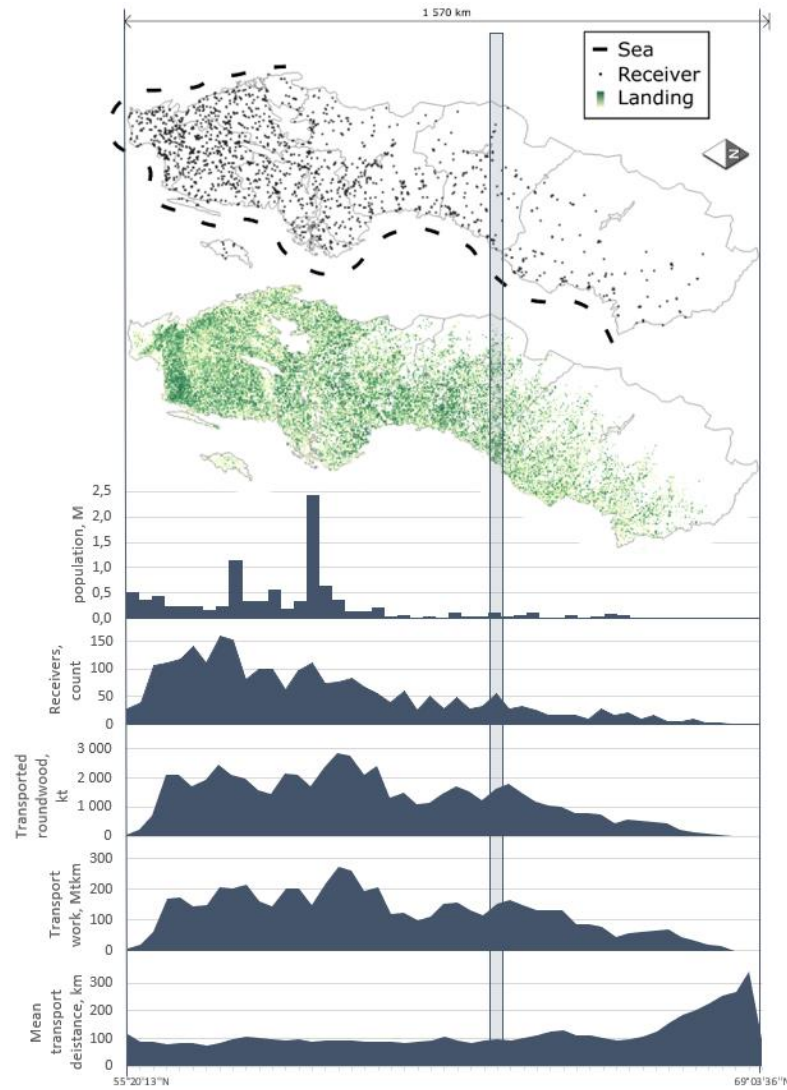 1 570 km
Sea
Receiver
Landing
N
2,5
2,0
1,5
1,0
0,5
0,0
population, M
150
100
50
0
Receivers,
count
3 000
2 000
1 000
0
Transported
roundwood,
kt
300
200
100
0
Transport
work, Mtkm
300
200
100
0
Mean
transport
deistance, km
55°20'13"N
69°03'36"N